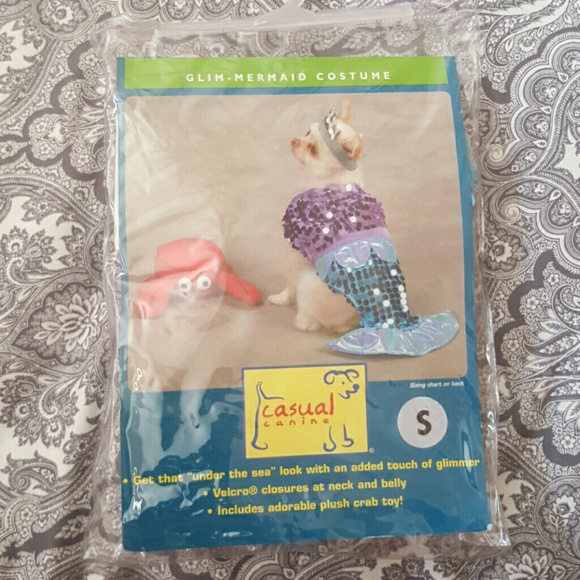 GLIM-MERMAID COSTUME
Sizing chart on back
casual
canine
®
S
• Get that "under the sea" look with an added touch of glimmer
• Velcro® closures at neck and belly
• Includes adorable plush crab toy!